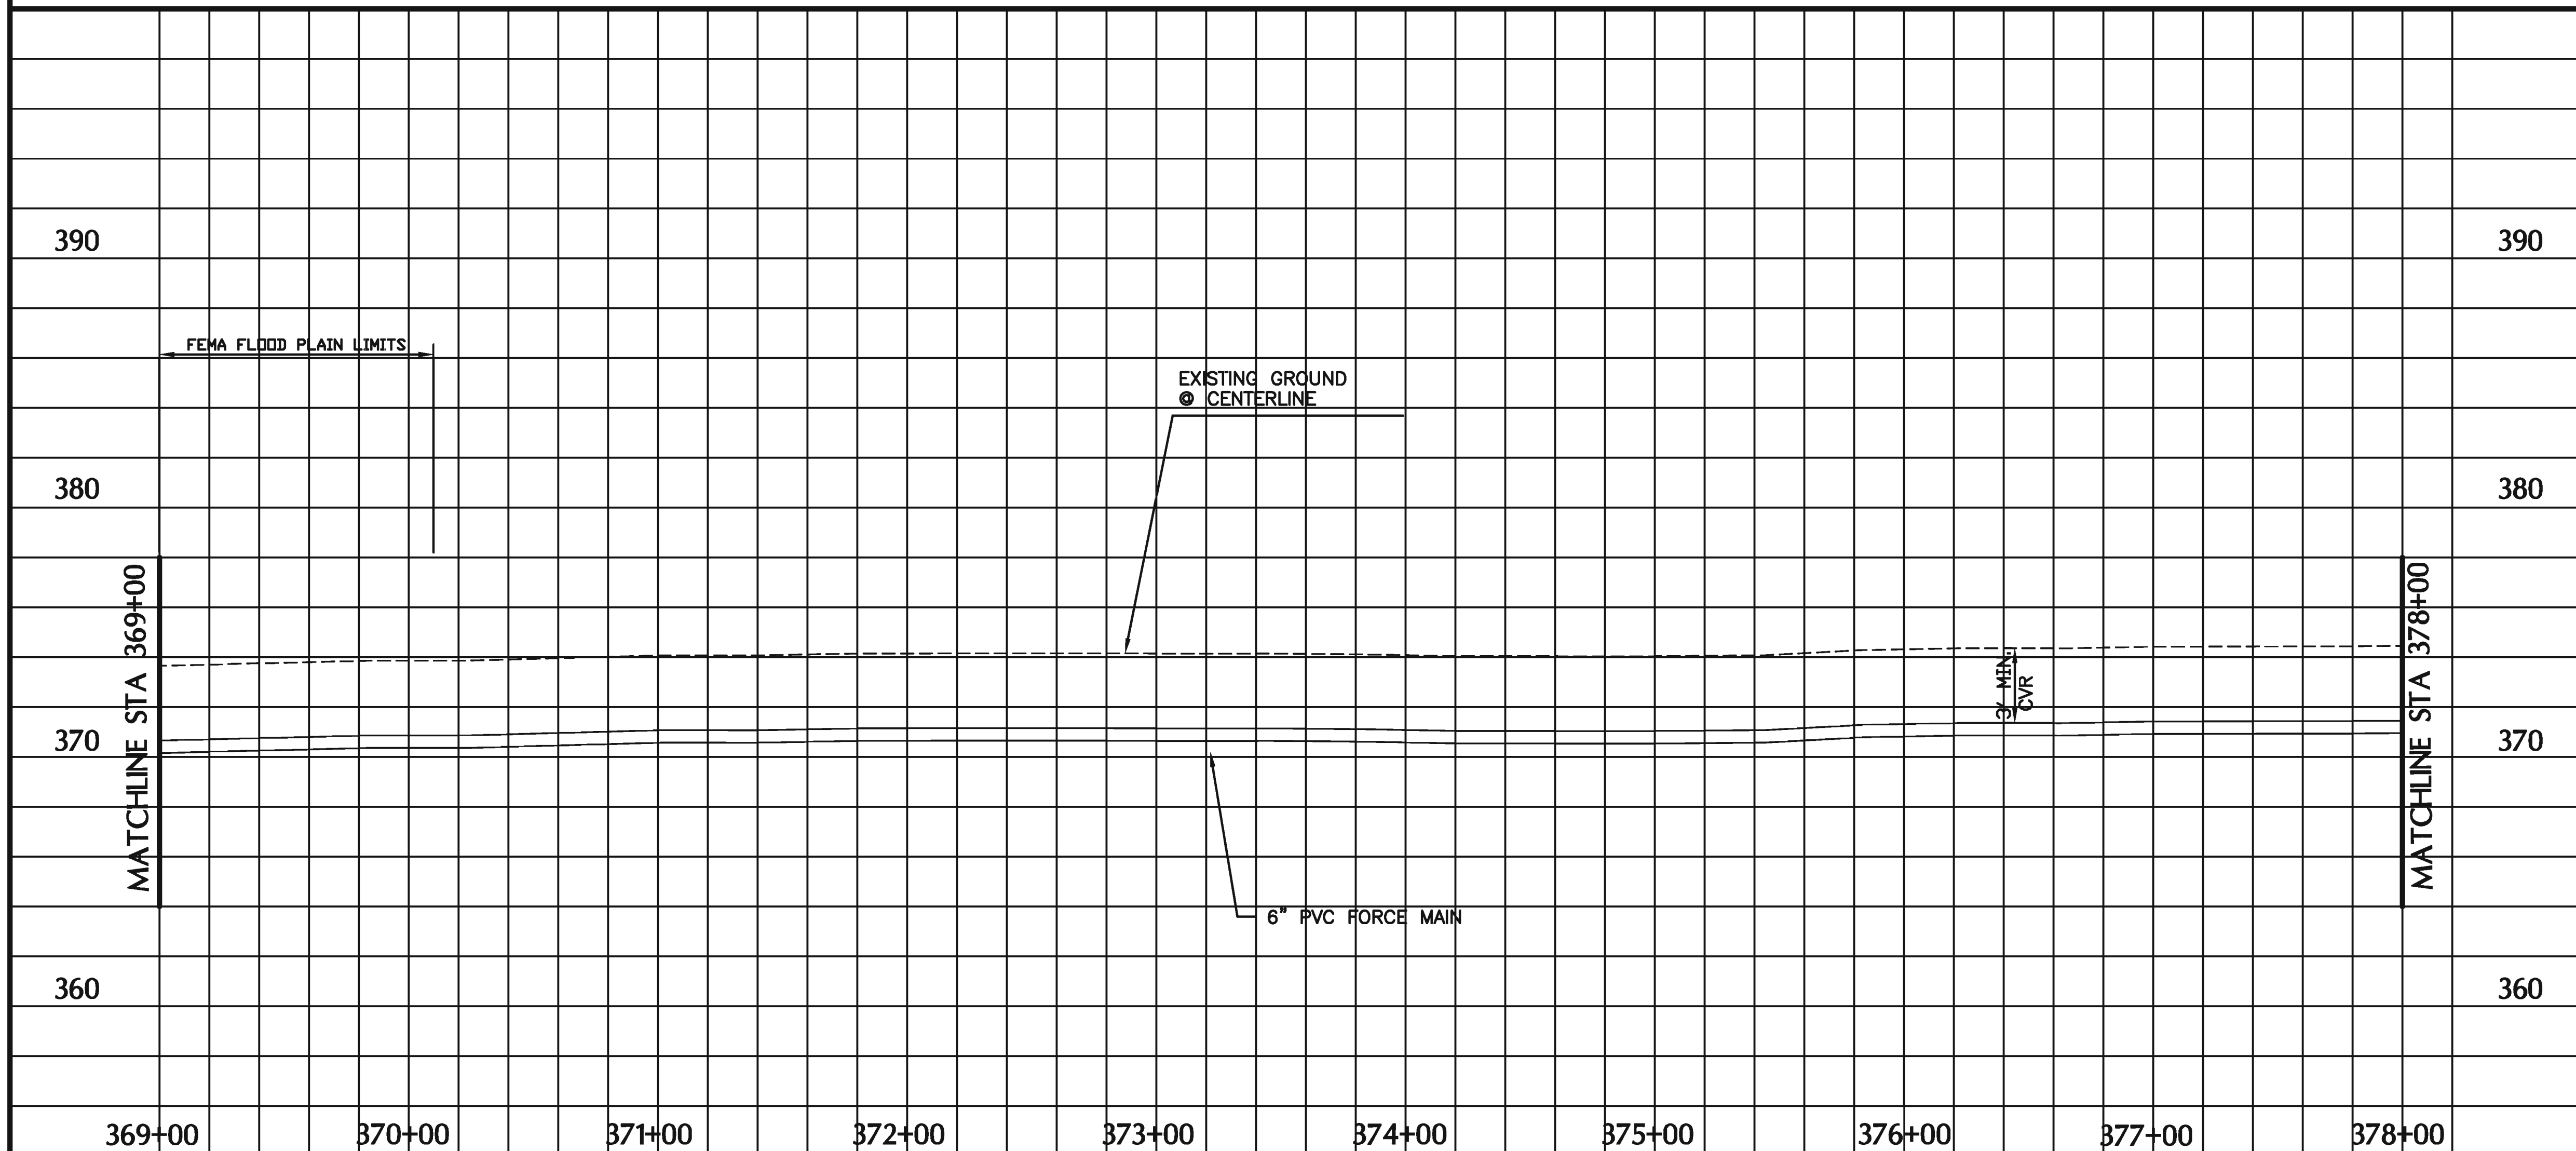 390
390
FEMA FLOOD PLAIN LIMITS
EXISTING GROUND
@ CENTERLINE
380
380
MATCHLINE STA 369+00
MATCHLINE STA 378+00
3' MIN.
CVR
370
370
6" PVC FORCE MAIN
360
360
369+00
370+00
371+00
372+00
373+00
374+00
375+00
376+00
377+00
378+00